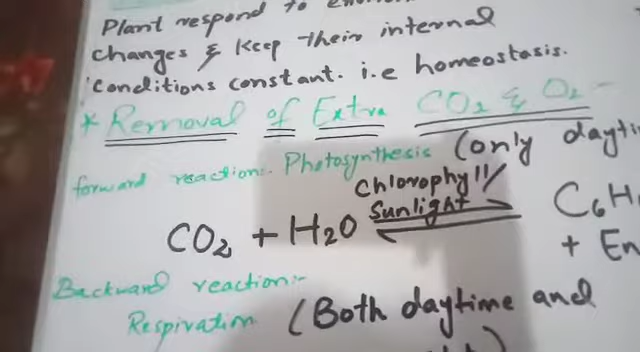 Plant respond to
changes & Keep their internal
conditions constant. i.e homeostasis.
* Removal of Extra CO2 & O2 -
forward reaction:- Photosynthesis (only
Chlorophyll
CO2 + H2O Sunlight C6H
+ En
Backward reaction:-
Respiration (Both daytime and